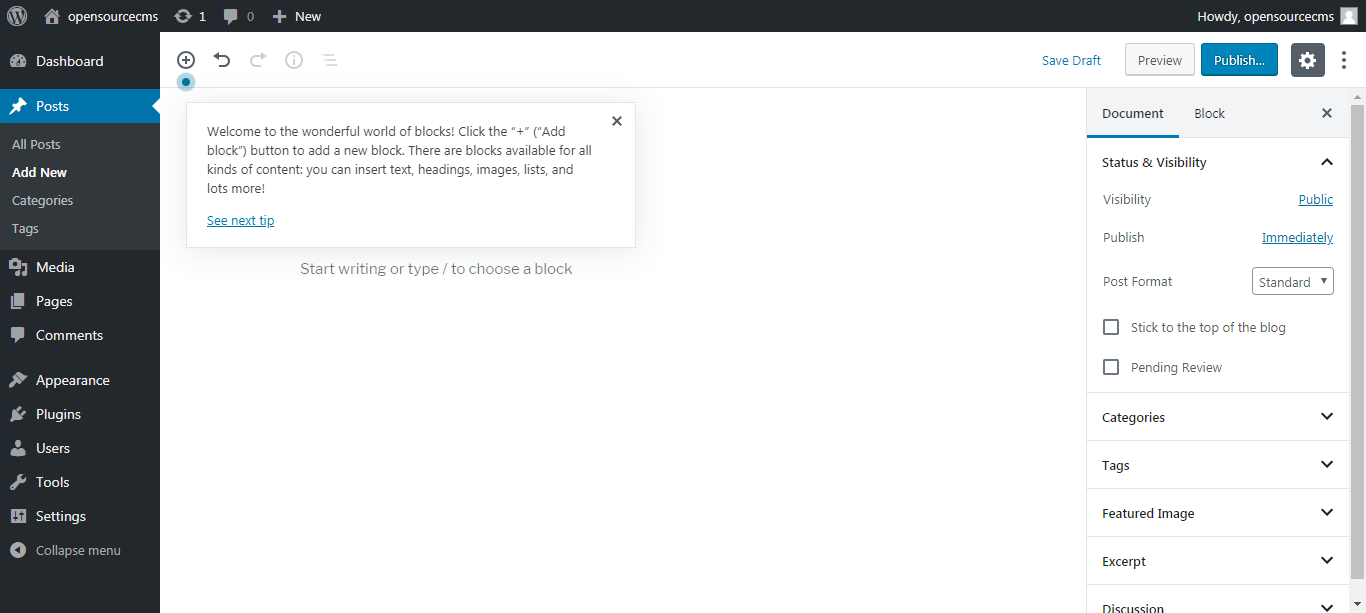 opensourcecms 1 0 New Howdy, opensourcecms
Dashboard
Posts
All Posts
Add New
Categories
Tags
Media
Pages
Comments
Appearance
Plugins
Users
Tools
Settings
Collapse menu
Save Draft Preview Publish...
Welcome to the wonderful world of blocks! Click the “+” (“Add
block”) button to add a new block. There are blocks available for all
kinds of content: you can insert text, headings, images, lists, and
lots more!
See next tip
Start writing or type / to choose a block
Document Block
Status & Visibility
Visibility Public
Publish Immediately
Post Format Standard
Stick to the top of the blog
Pending Review
Categories
Tags
Featured Image
Excerpt
Discussion